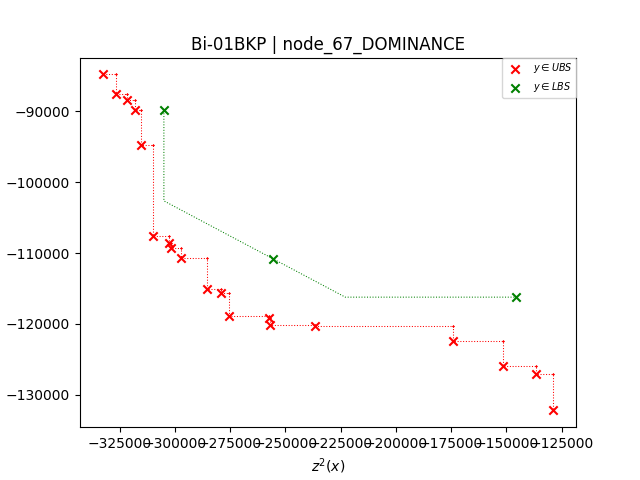 Bi-01BKP | node_67_DOMINANCE
y ∈ UBS
y ∈ LBS
−90000
−100000
−110000
−120000
−130000
−325000 −300000 −275000 −250000 −225000 −200000 −175000 −150000 −125000
z²(x)